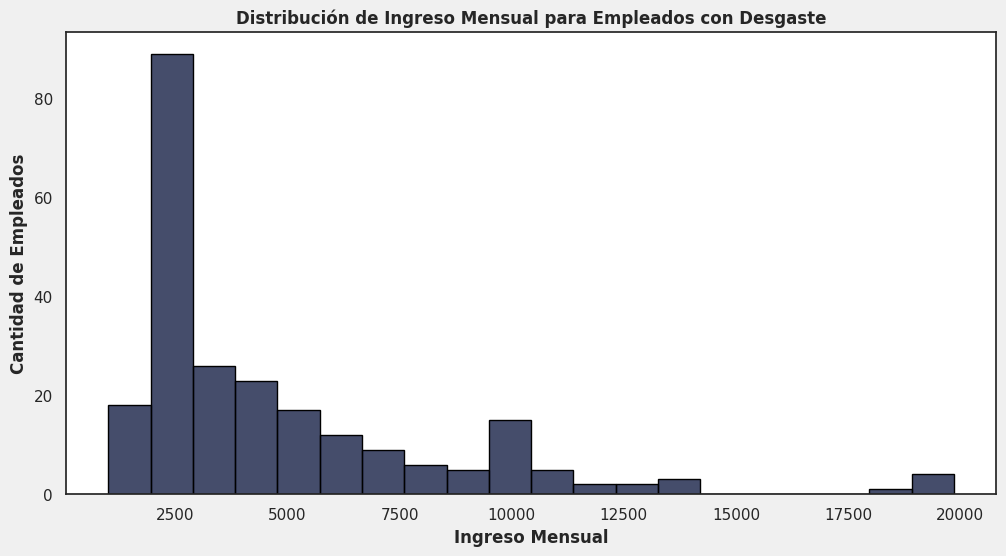 Distribución de Ingreso Mensual para Empleados con Desgaste
Cantidad de Empleados
80
60
40
20
0
2500 5000 7500 10000 12500 15000 17500 20000
Ingreso Mensual